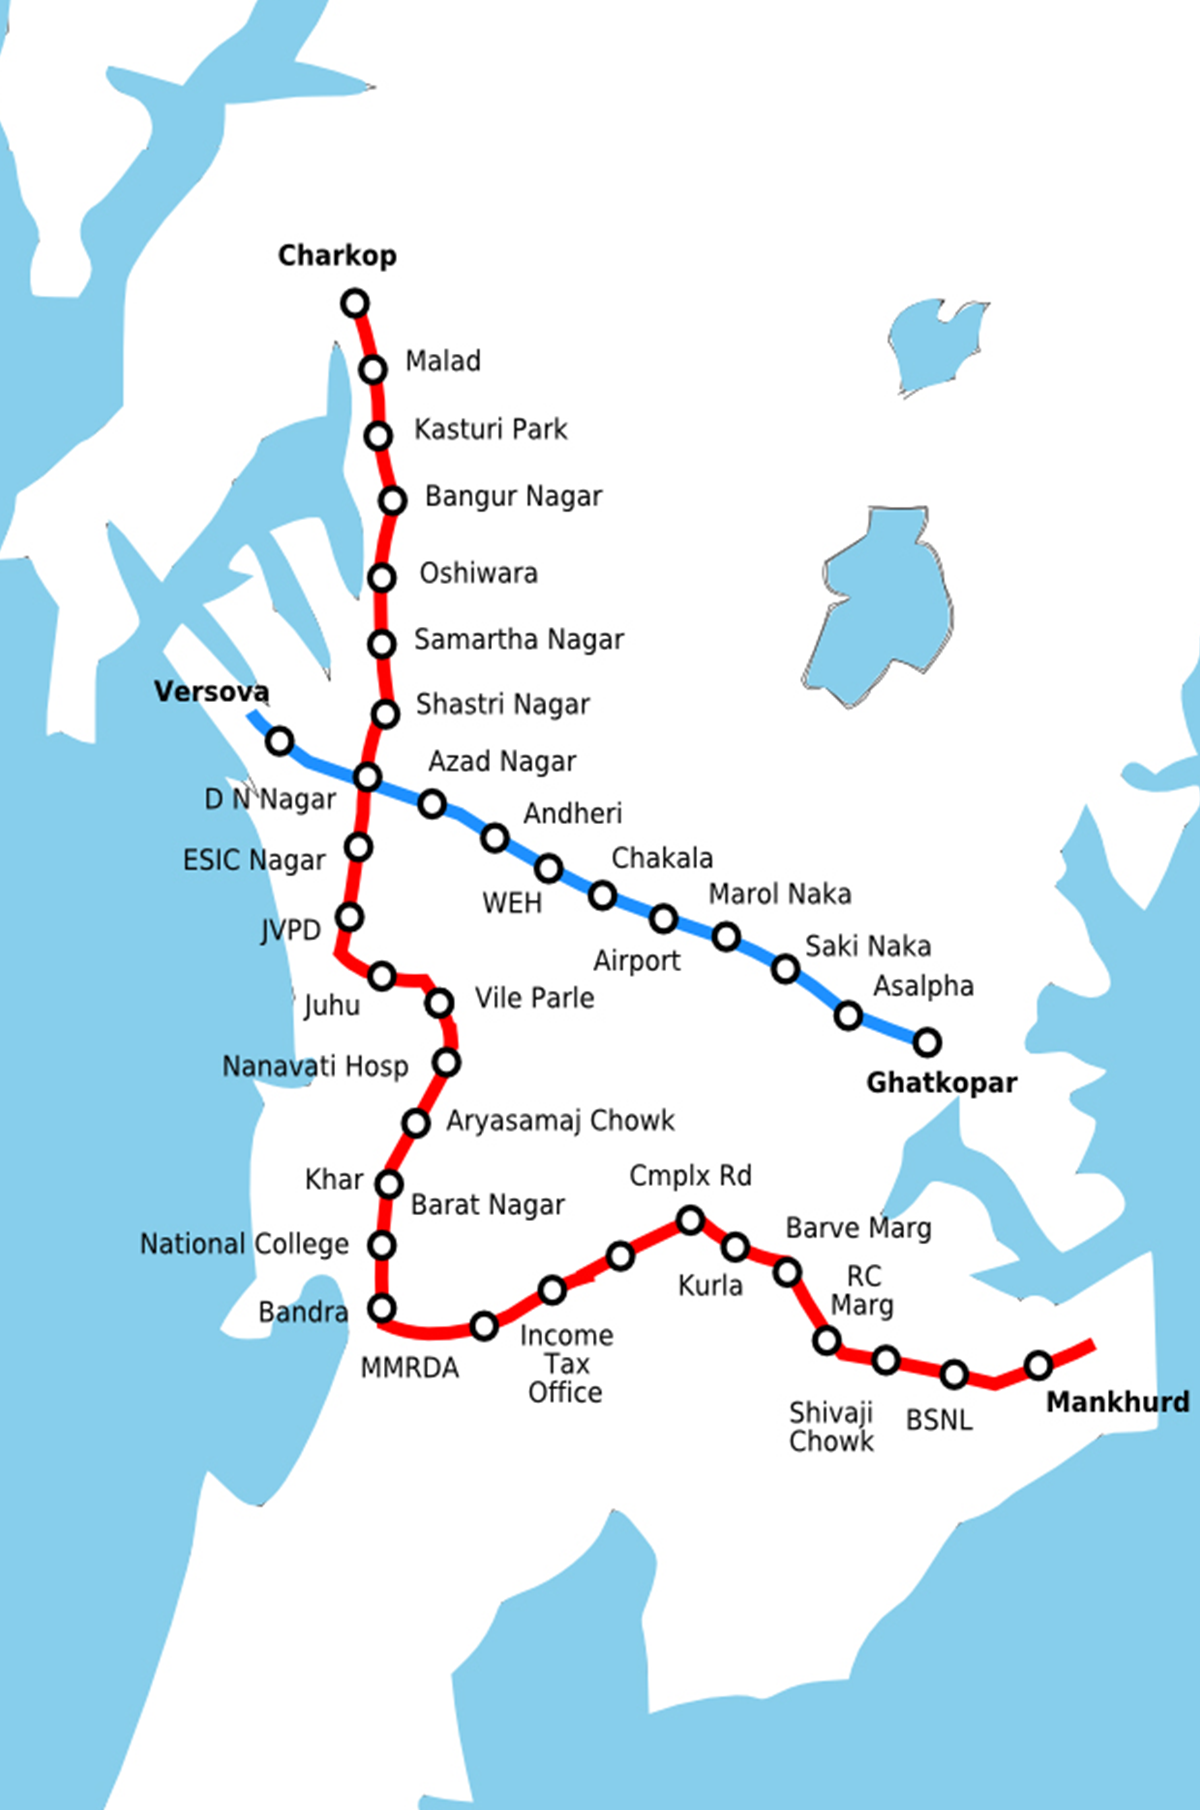 Charkop
Malad
Kasturi Park
Bangur Nagar
Oshiwara
Samartha Nagar
Versova
Shastri Nagar
Azad Nagar
D N Nagar
Andheri
ESIC Nagar
Chakala
WEH
Marol Naka
JVPD
Saki Naka
Airport
Asalpha
Juhu
Vile Parle
Nanavati Hosp
Ghatkopar
Aryasamaj Chowk
Khar
Cmplx Rd
Barat Nagar
National College
Barve Marg
Kurla
RC
Marg
Bandra
Income
Tax
Office
MMRDA
Mankhurd
Shivaji
Chowk
BSNL